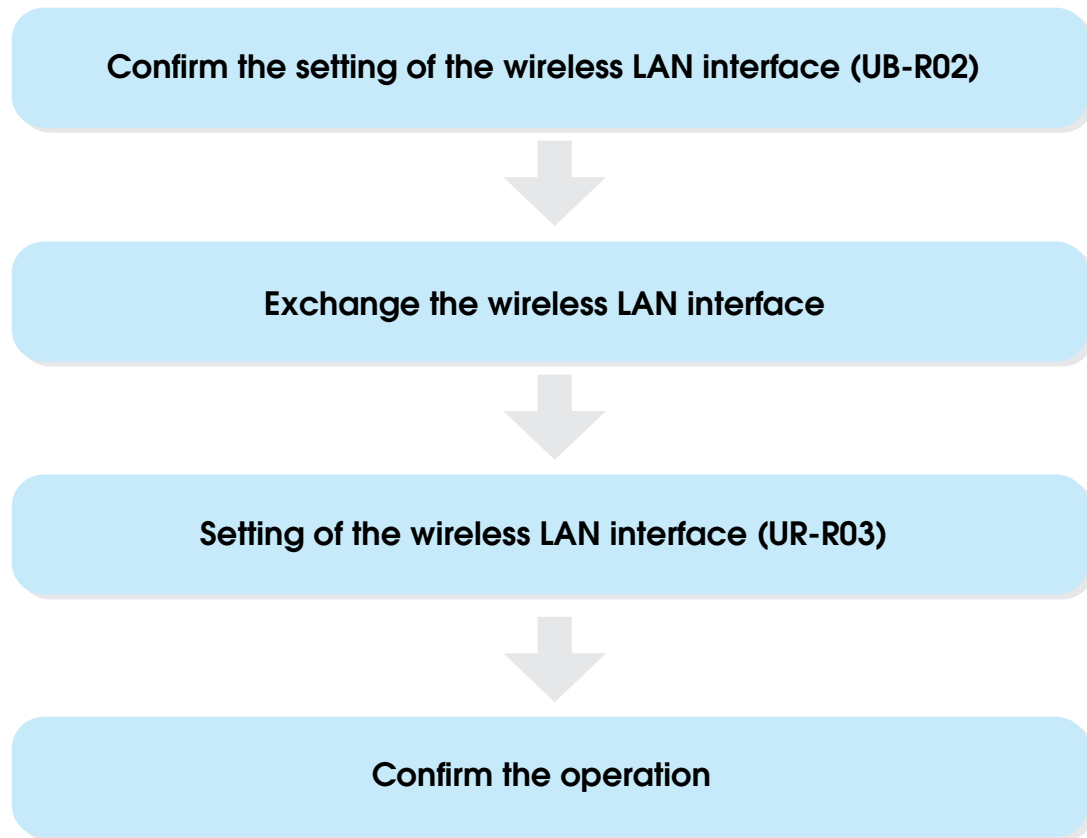 Confirm the setting of the wireless LAN interface (UB-R02)
Exchange the wireless LAN interface
Setting of the wireless LAN interface (UR-R03)
Confirm the operation